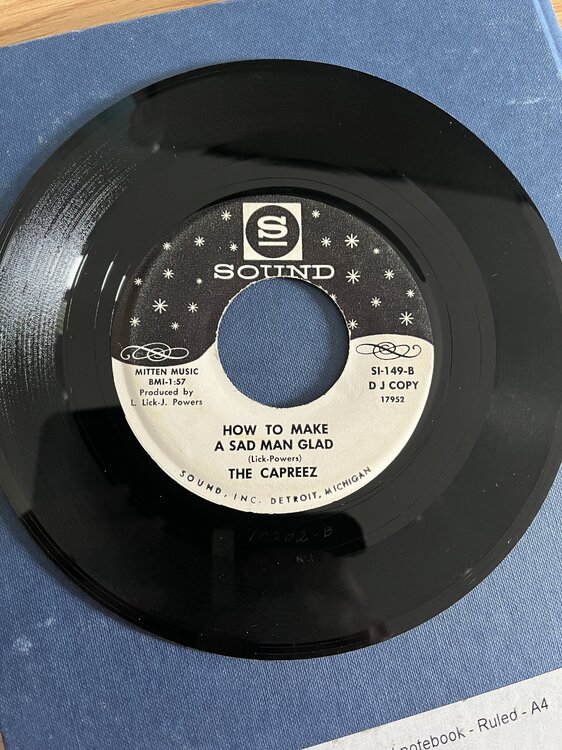 S
SOUND
MITTEN MUSIC
BMI-1:57
Produced by
L. Lick-J. Powers
SI-149-B
D J COPY
17952
HOW TO MAKE
A SAD MAN GLAD
(Lick-Powers)
THE CAPREEZ
SOUND, INC. DETROIT, MICHIGAN
10202-B
notebook - Ruled - A4